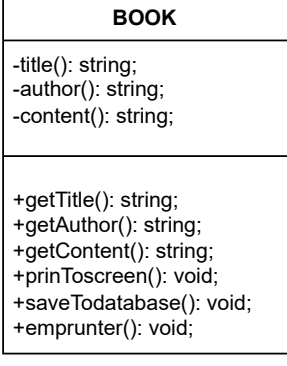 BOOK
-title(): string;
-author(): string;
-content(): string;
+getTitle(): string;
+getAuthor(): string;
+getContent(): string;
+prinToscreen(): void;
+saveTodatabase(): void;
+emprunter(): void;